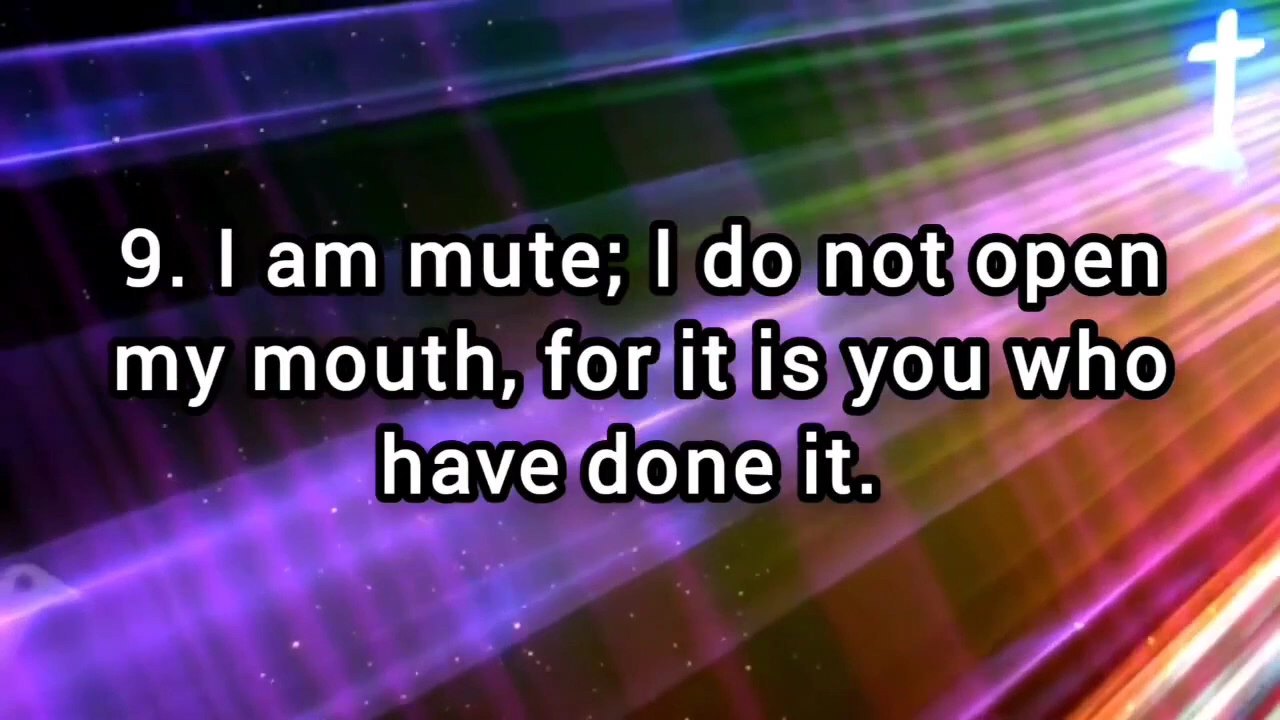 9. I am mute; I do not open
my mouth, for it is you who
have done it.